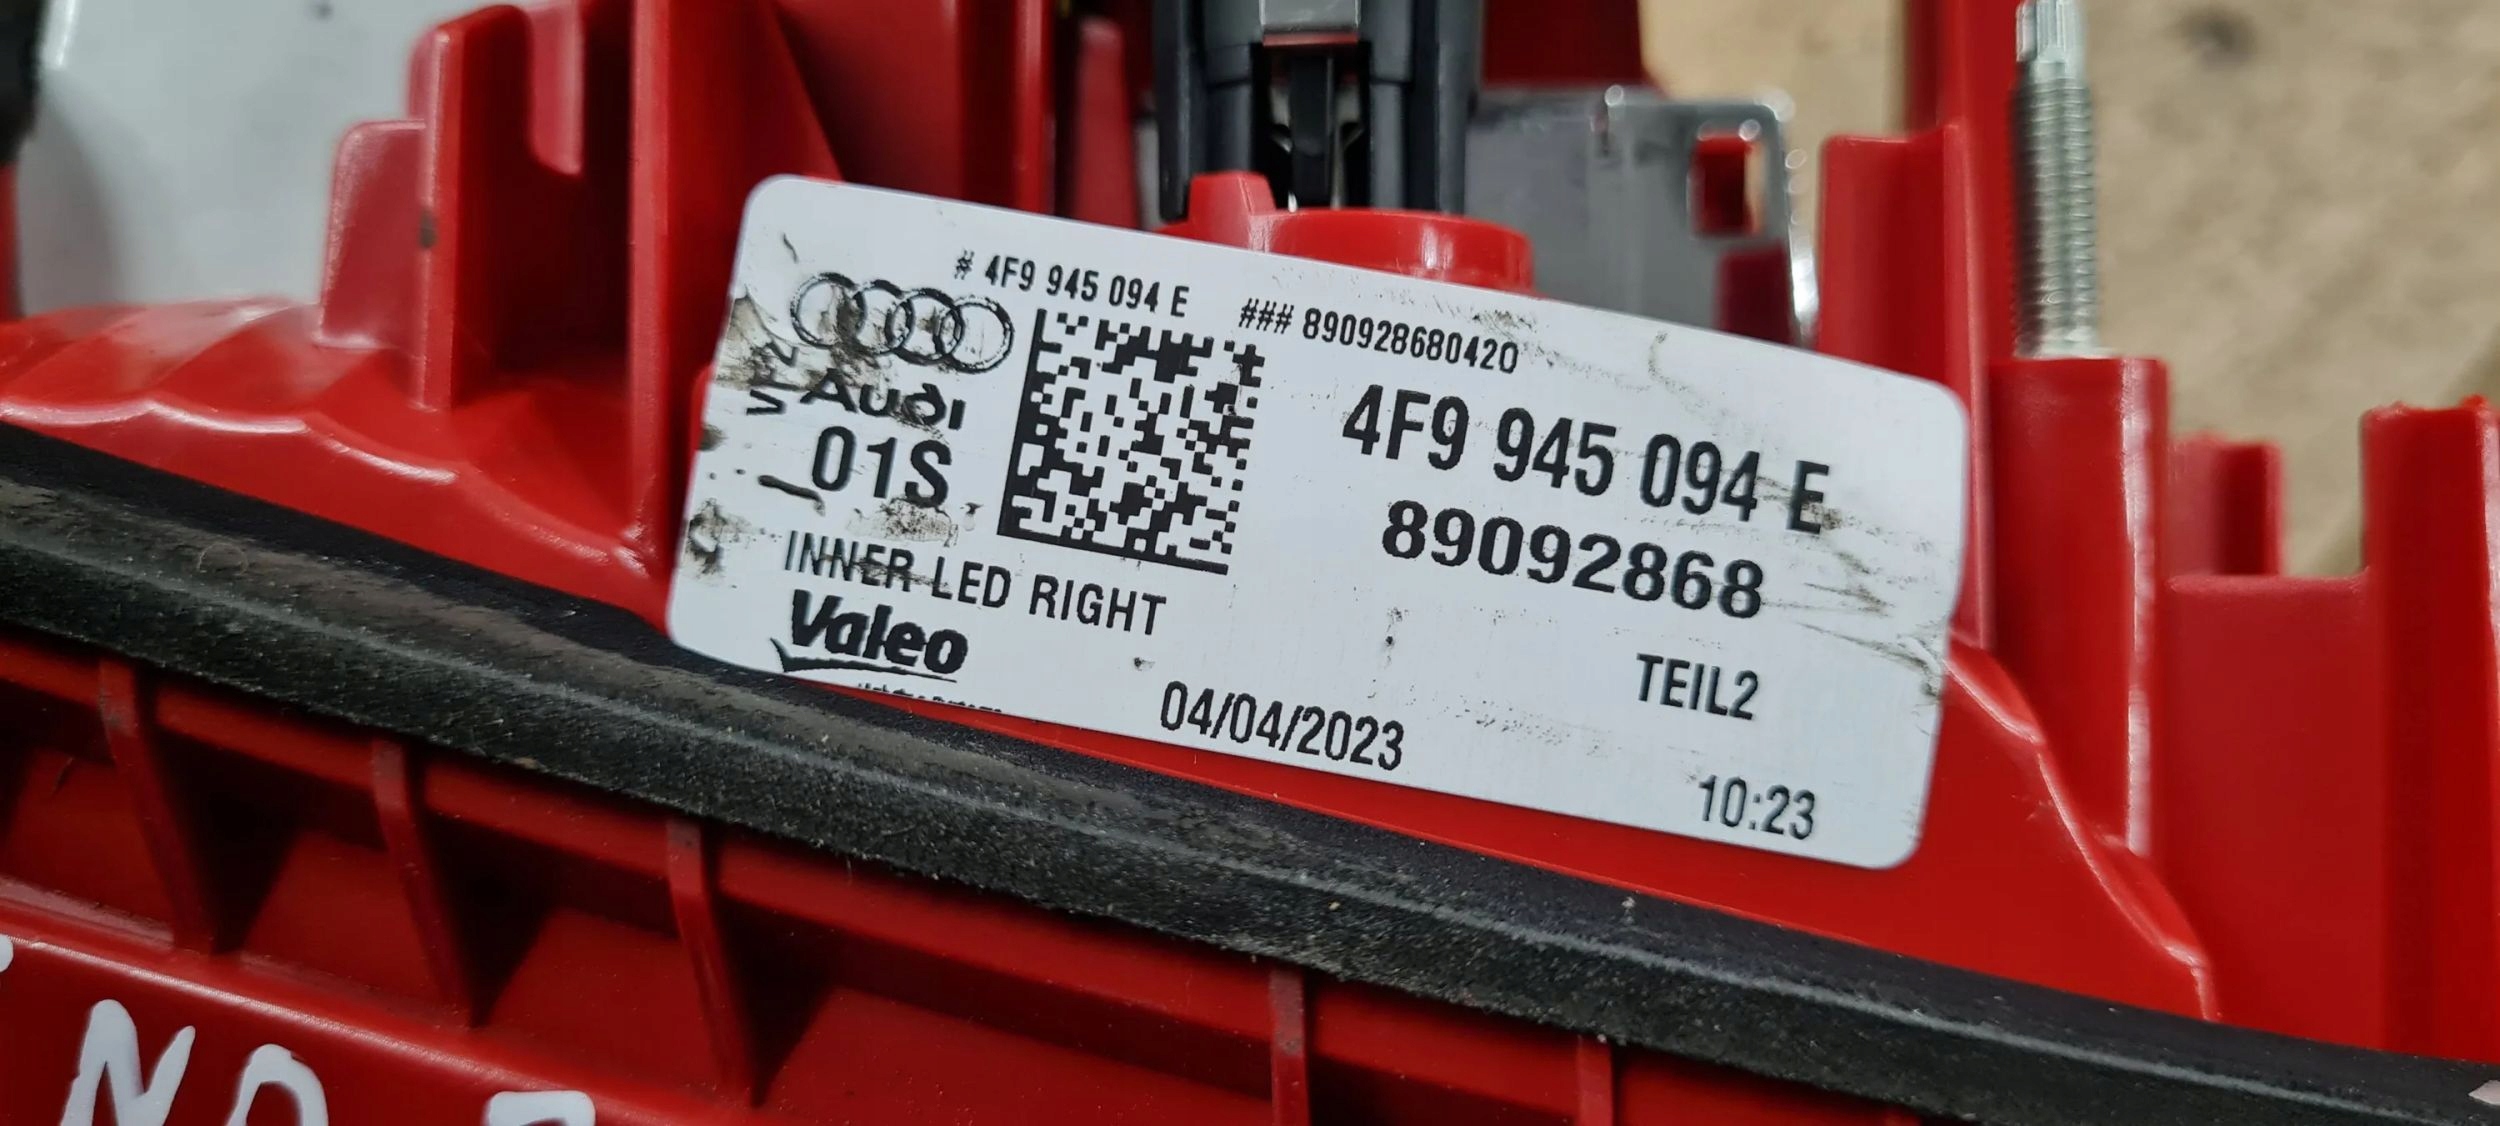 # 4F9 945 094 E ### 890928680420
VF2
Audi
01S
4F9 945 094 E
89092868
INNER LED RIGHT
Valeo
TEIL2
04/04/2023
10:23